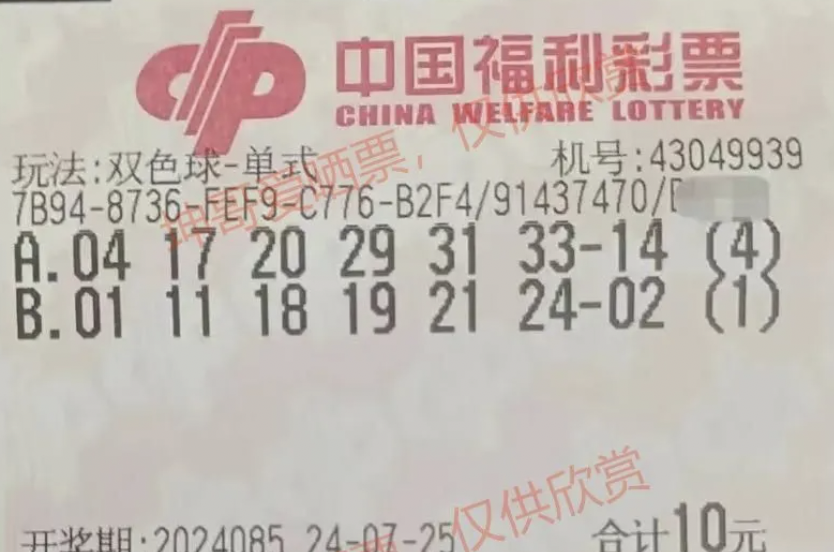 中国福利彩票
CHINA WELFARE LOTTERY
玩法:双色球-单式 机号:43049939
7B94-8736-FEF9-C776-B2F4/91437470/
A.04 17 20 29 31 33-14 (4)
B.01 11 18 19 21 24-02 (1)
坤哥爱晒票，仅供欣赏
开奖期:2024085 24-07-25 合计10元
仅供欣赏